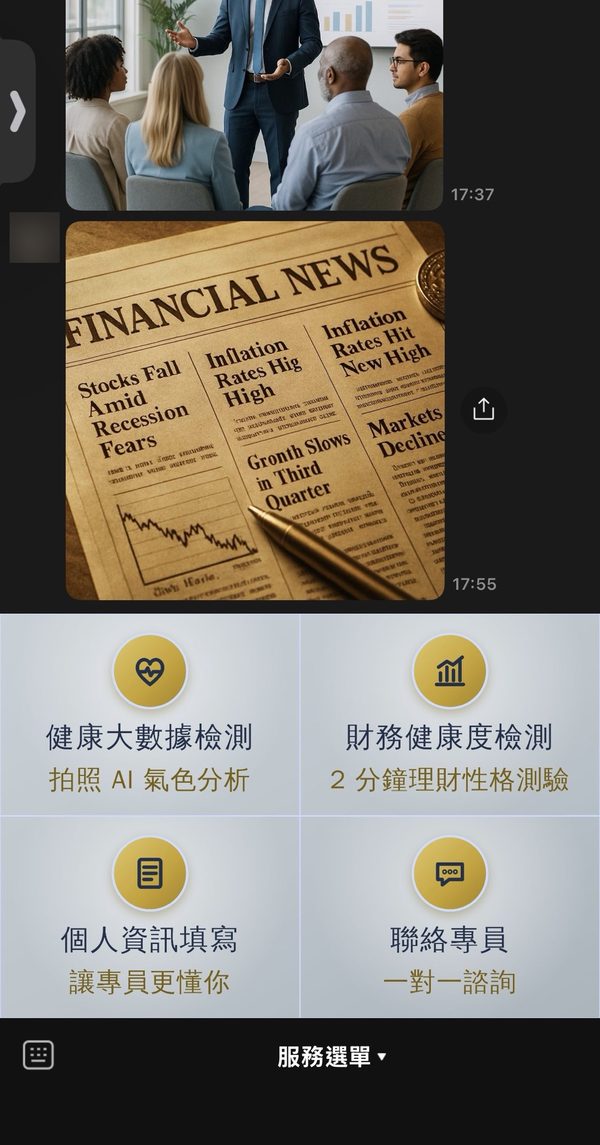 17:37
FINANCIAL NEWS
Stocks Fall
Amid
Recession
Fears
Inflation
Rates Hig
High
Growth Slows
in Third
Quarter
Inflation
Rates Hit
New High
Markets
Decline
17:55
健康大數據檢測
拍照 AI 氣色分析
財務健康度檢測
2 分鐘理財性格測驗
個人資訊填寫
讓專員更懂你
聯絡專員
一對一諮詢
服務選單